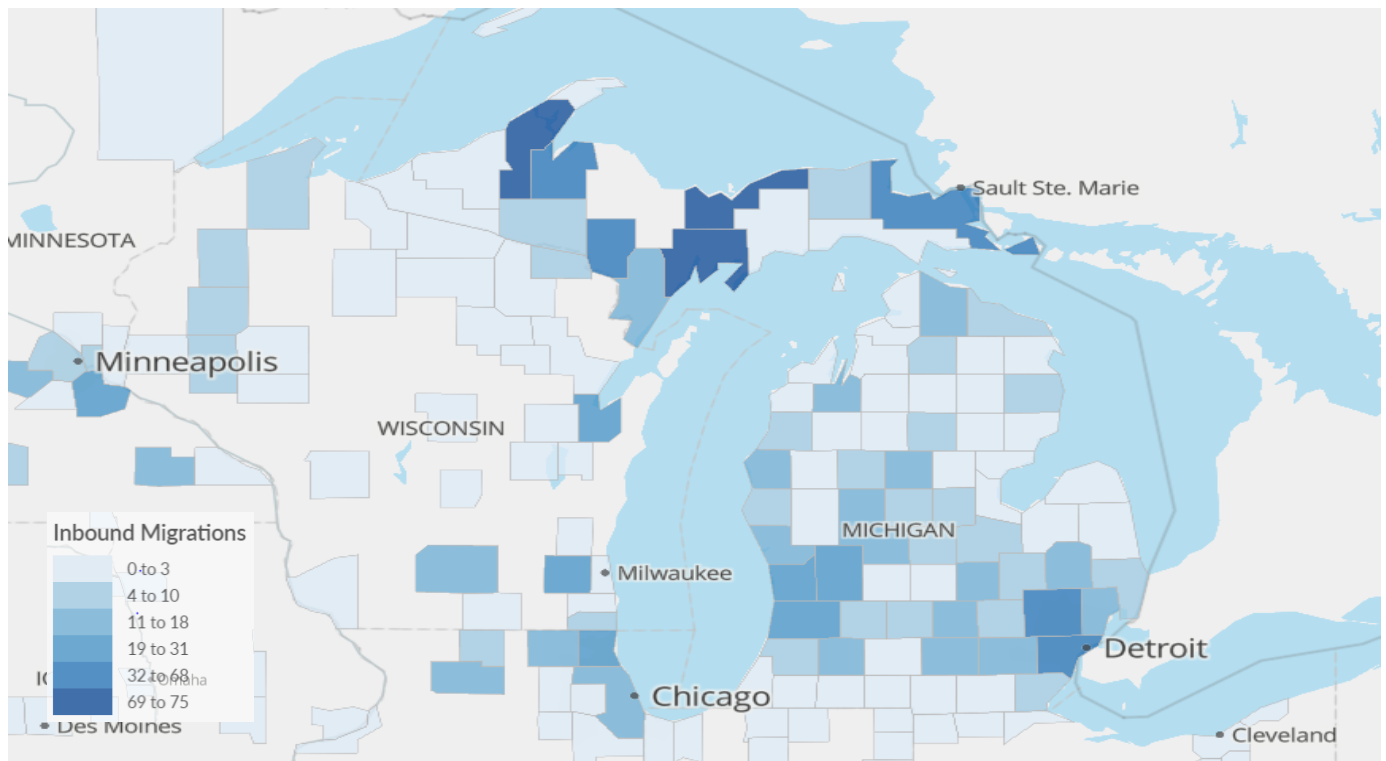 Sault Ste. Marie
MINNESOTA
Minneapolis
WISCONSIN
MICHIGAN
Inbound Migrations
0 to 3
4 to 10
11 to 18
19 to 31
32 to 68
69 to 75
Omaha
Milwaukee
Detroit
Chicago
Des Moines
Cleveland